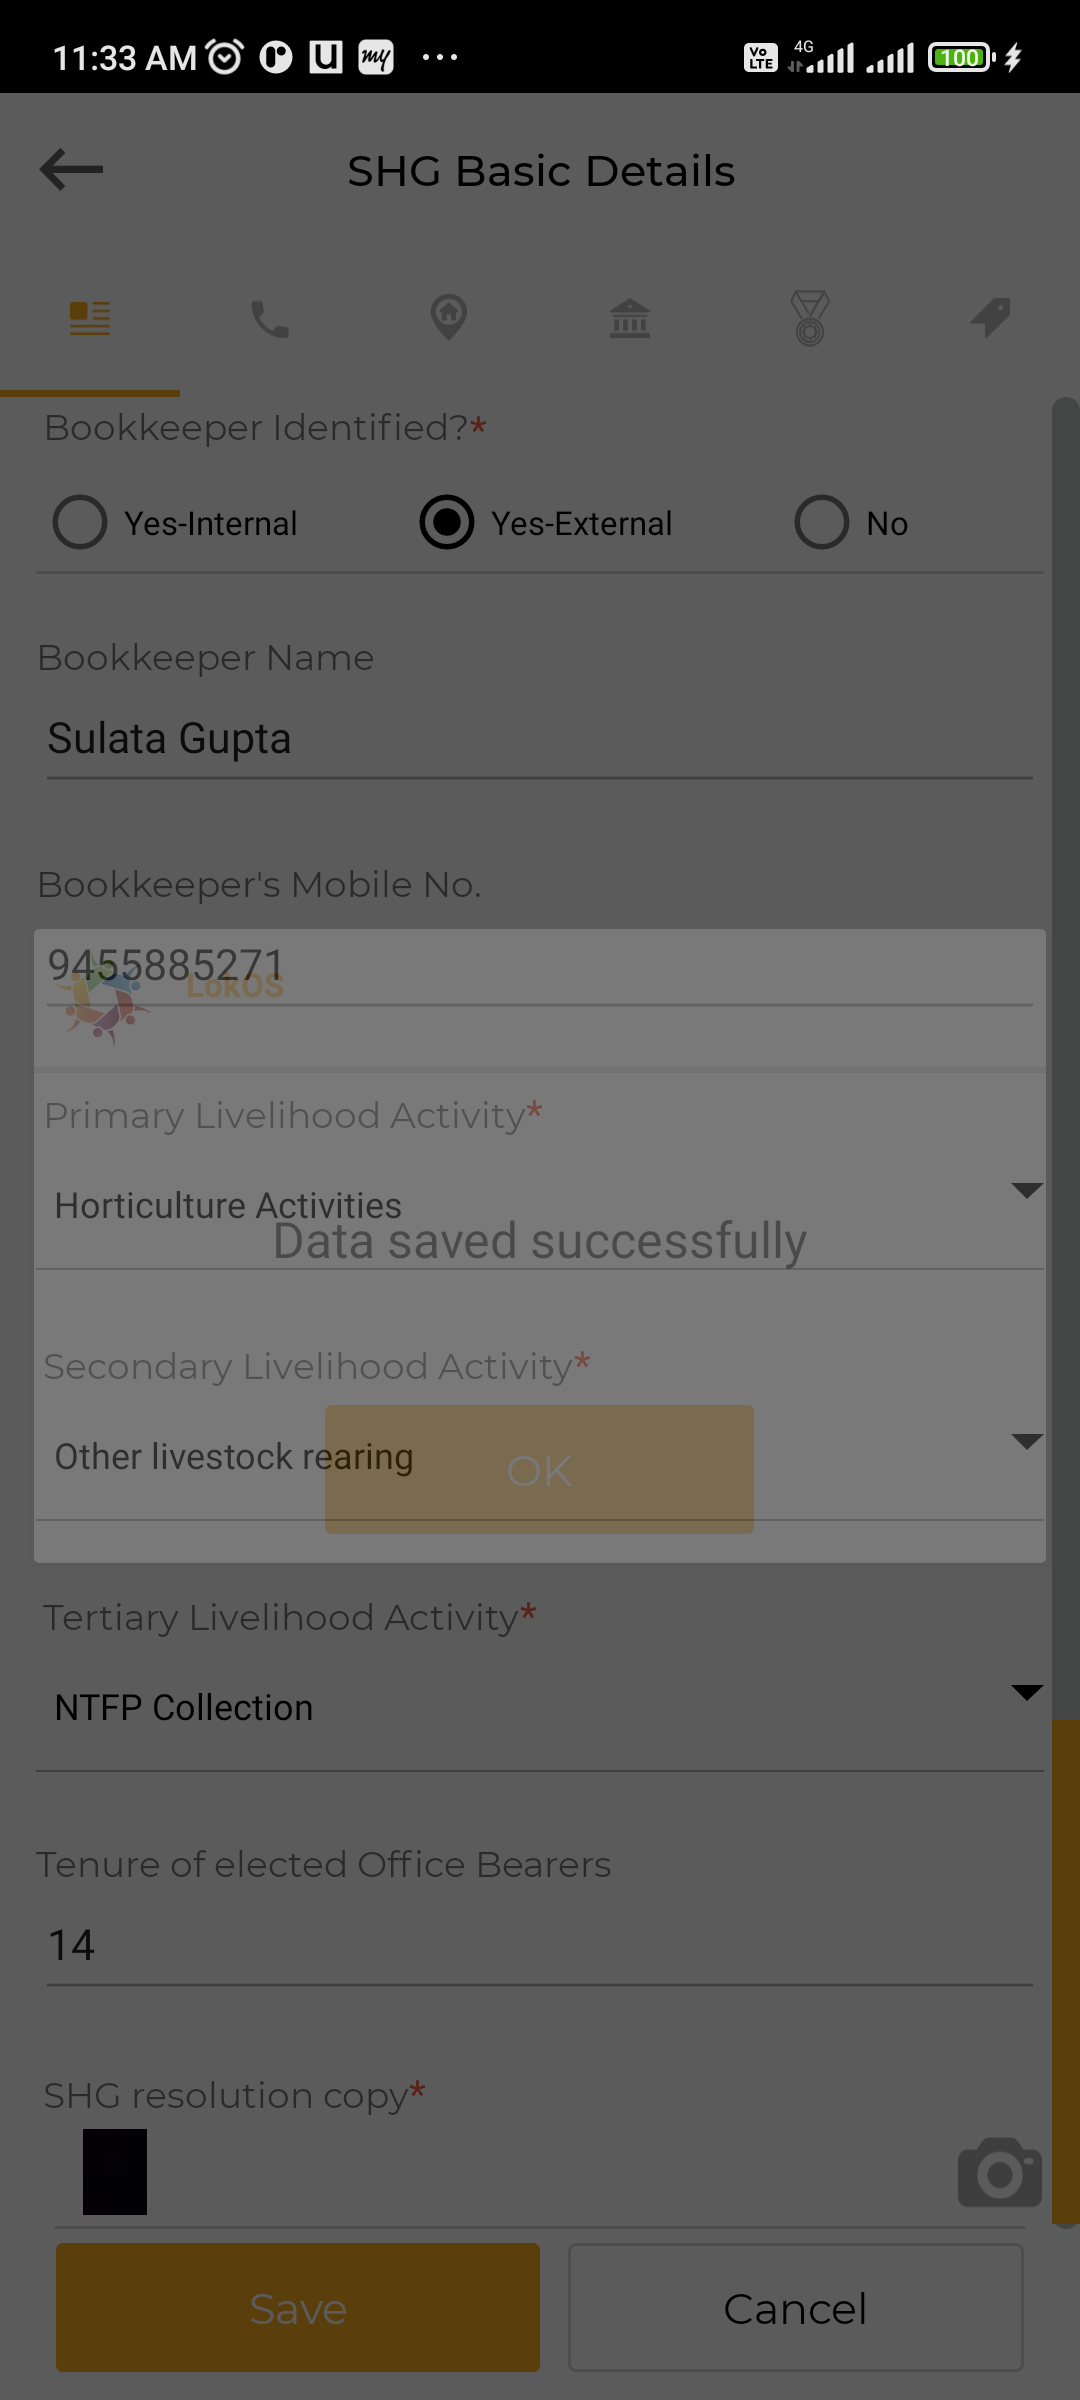 11:33 AM
Vo
LTE
4G
100
SHG Basic Details
Bookkeeper Identified?*
Yes-Internal
Yes-External
No
Bookkeeper Name
Sulata Gupta
Bookkeeper's Mobile No.
9455885271
LokOS
Primary Livelihood Activity*
Horticulture Activities
Data saved successfully
Secondary Livelihood Activity*
Other livestock rearing
OK
Tertiary Livelihood Activity*
NTFP Collection
Tenure of elected Office Bearers
14
SHG resolution copy*
Save
Cancel